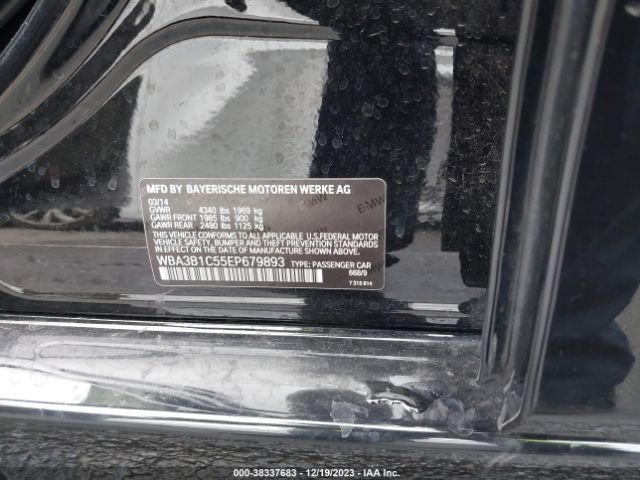 MFD BY BAYERISCHE MOTOREN WERKE AG
03/14
GVWR 4340 lbs 1969 kg
GAWR FRONT 1985 lbs 900 kg
GAWR REAR 2480 lbs 1125 kg
THIS VEHICLE CONFORMS TO ALL APPLICABLE U.S.FEDERAL MOTOR
VEHICLE SAFETY, BUMPER, AND THEFT PREVENTION STANDARDS IN
EFFECT ON THE DATE OF MANUFACTURE SHOWN ABOVE.
WBA3B1C55EP679893 TYPE: PASSENGER CAR
668/9
7 315 814
000-38337683 - 12/19/2023 - IAA Inc.